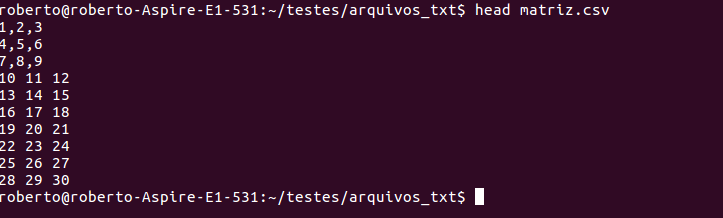 roberto@roberto-Aspire-E1-531:~/testes/arquivos_txt$ head matriz.csv
1,2,3
4,5,6
7,8,9
10 11 12
13 14 15
16 17 18
19 20 21
22 23 24
25 26 27
28 29 30
roberto@roberto-Aspire-E1-531:~/testes/arquivos_txt$